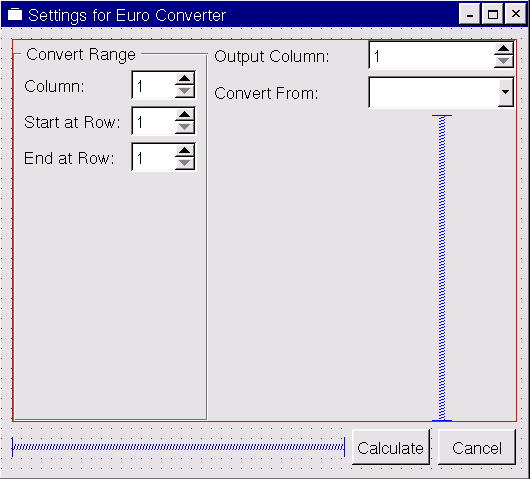 Settings for Euro Converter
Convert Range
Column: 1
Start at Row: 1
End at Row: 1
Output Column: 1
Convert From:
Calculate
Cancel